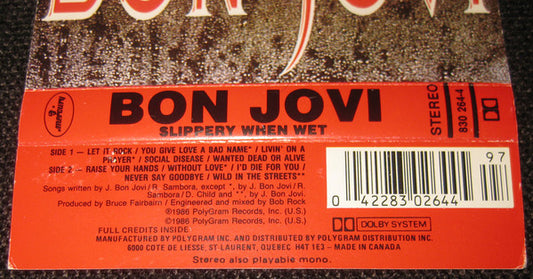 BON JOVI
BON JOVI
SLIPPERY WHEN WET
mercury
STEREO
830 264-4
SIDE 1 – LET IT ROCK / YOU GIVE LOVE A BAD NAME* / LIVIN' ON A
PRAYER* / SOCIAL DISEASE / WANTED DEAD OR ALIVE
SIDE 2 – RAISE YOUR HANDS / WITHOUT LOVE* / I'D DIE FOR YOU /
NEVER SAY GOODBYE / WILD IN THE STREETS**
Songs written by J. Bon Jovi / R. Sambora, except *, by J. Bon Jovi / R.
Sambora / D. Child and **, by J. Bon Jovi.
Produced by Bruce Fairbairn / Engineered and mixed by Bob Rock
℗1986 PolyGram Records, Inc. (U.S.)
©1986 PolyGram Records, Inc. (U.S.)
97
0 42283 02644
DOLBY SYSTEM
FULL CREDITS INSIDE
MANUFACTURED BY POLYGRAM INC. AND DISTRIBUTED BY POLYGRAM DISTRIBUTION INC.
6000 COTE DE LIESSE, ST-LAURENT, QUEBEC H4T 1E3 — MADE IN CANADA
Stereo also playable mono.